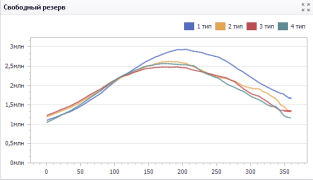 Свободный резерв
1 тип 2 тип 3 тип 4 тип
3млн
2,5млн
2млн
1,5млн
1млн
0,5млн
0млн
0 50 100 150 200 250 300 350